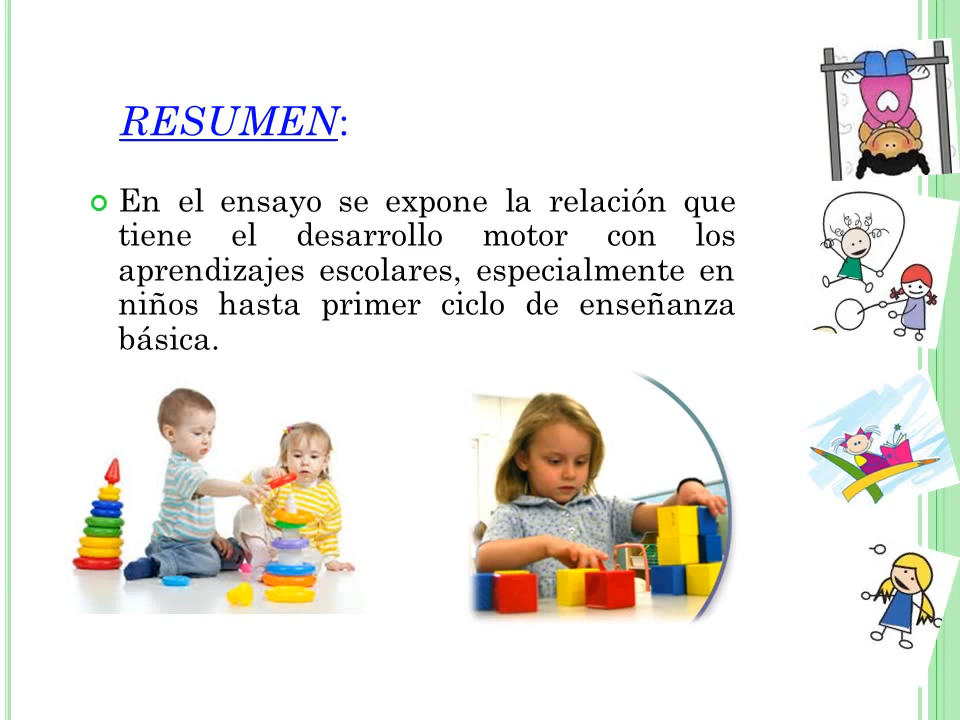 RESUMEN:
En el ensayo se expone la relación que
tiene el desarrollo motor con los
aprendizajes escolares, especialmente en
niños hasta primer ciclo de enseñanza
básica.